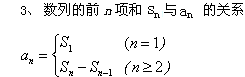 3、数列的前 n 项和 Sn 与 an 的关系
an = { S1 (n = 1)
Sn − Sn−1 (n ≥ 2)